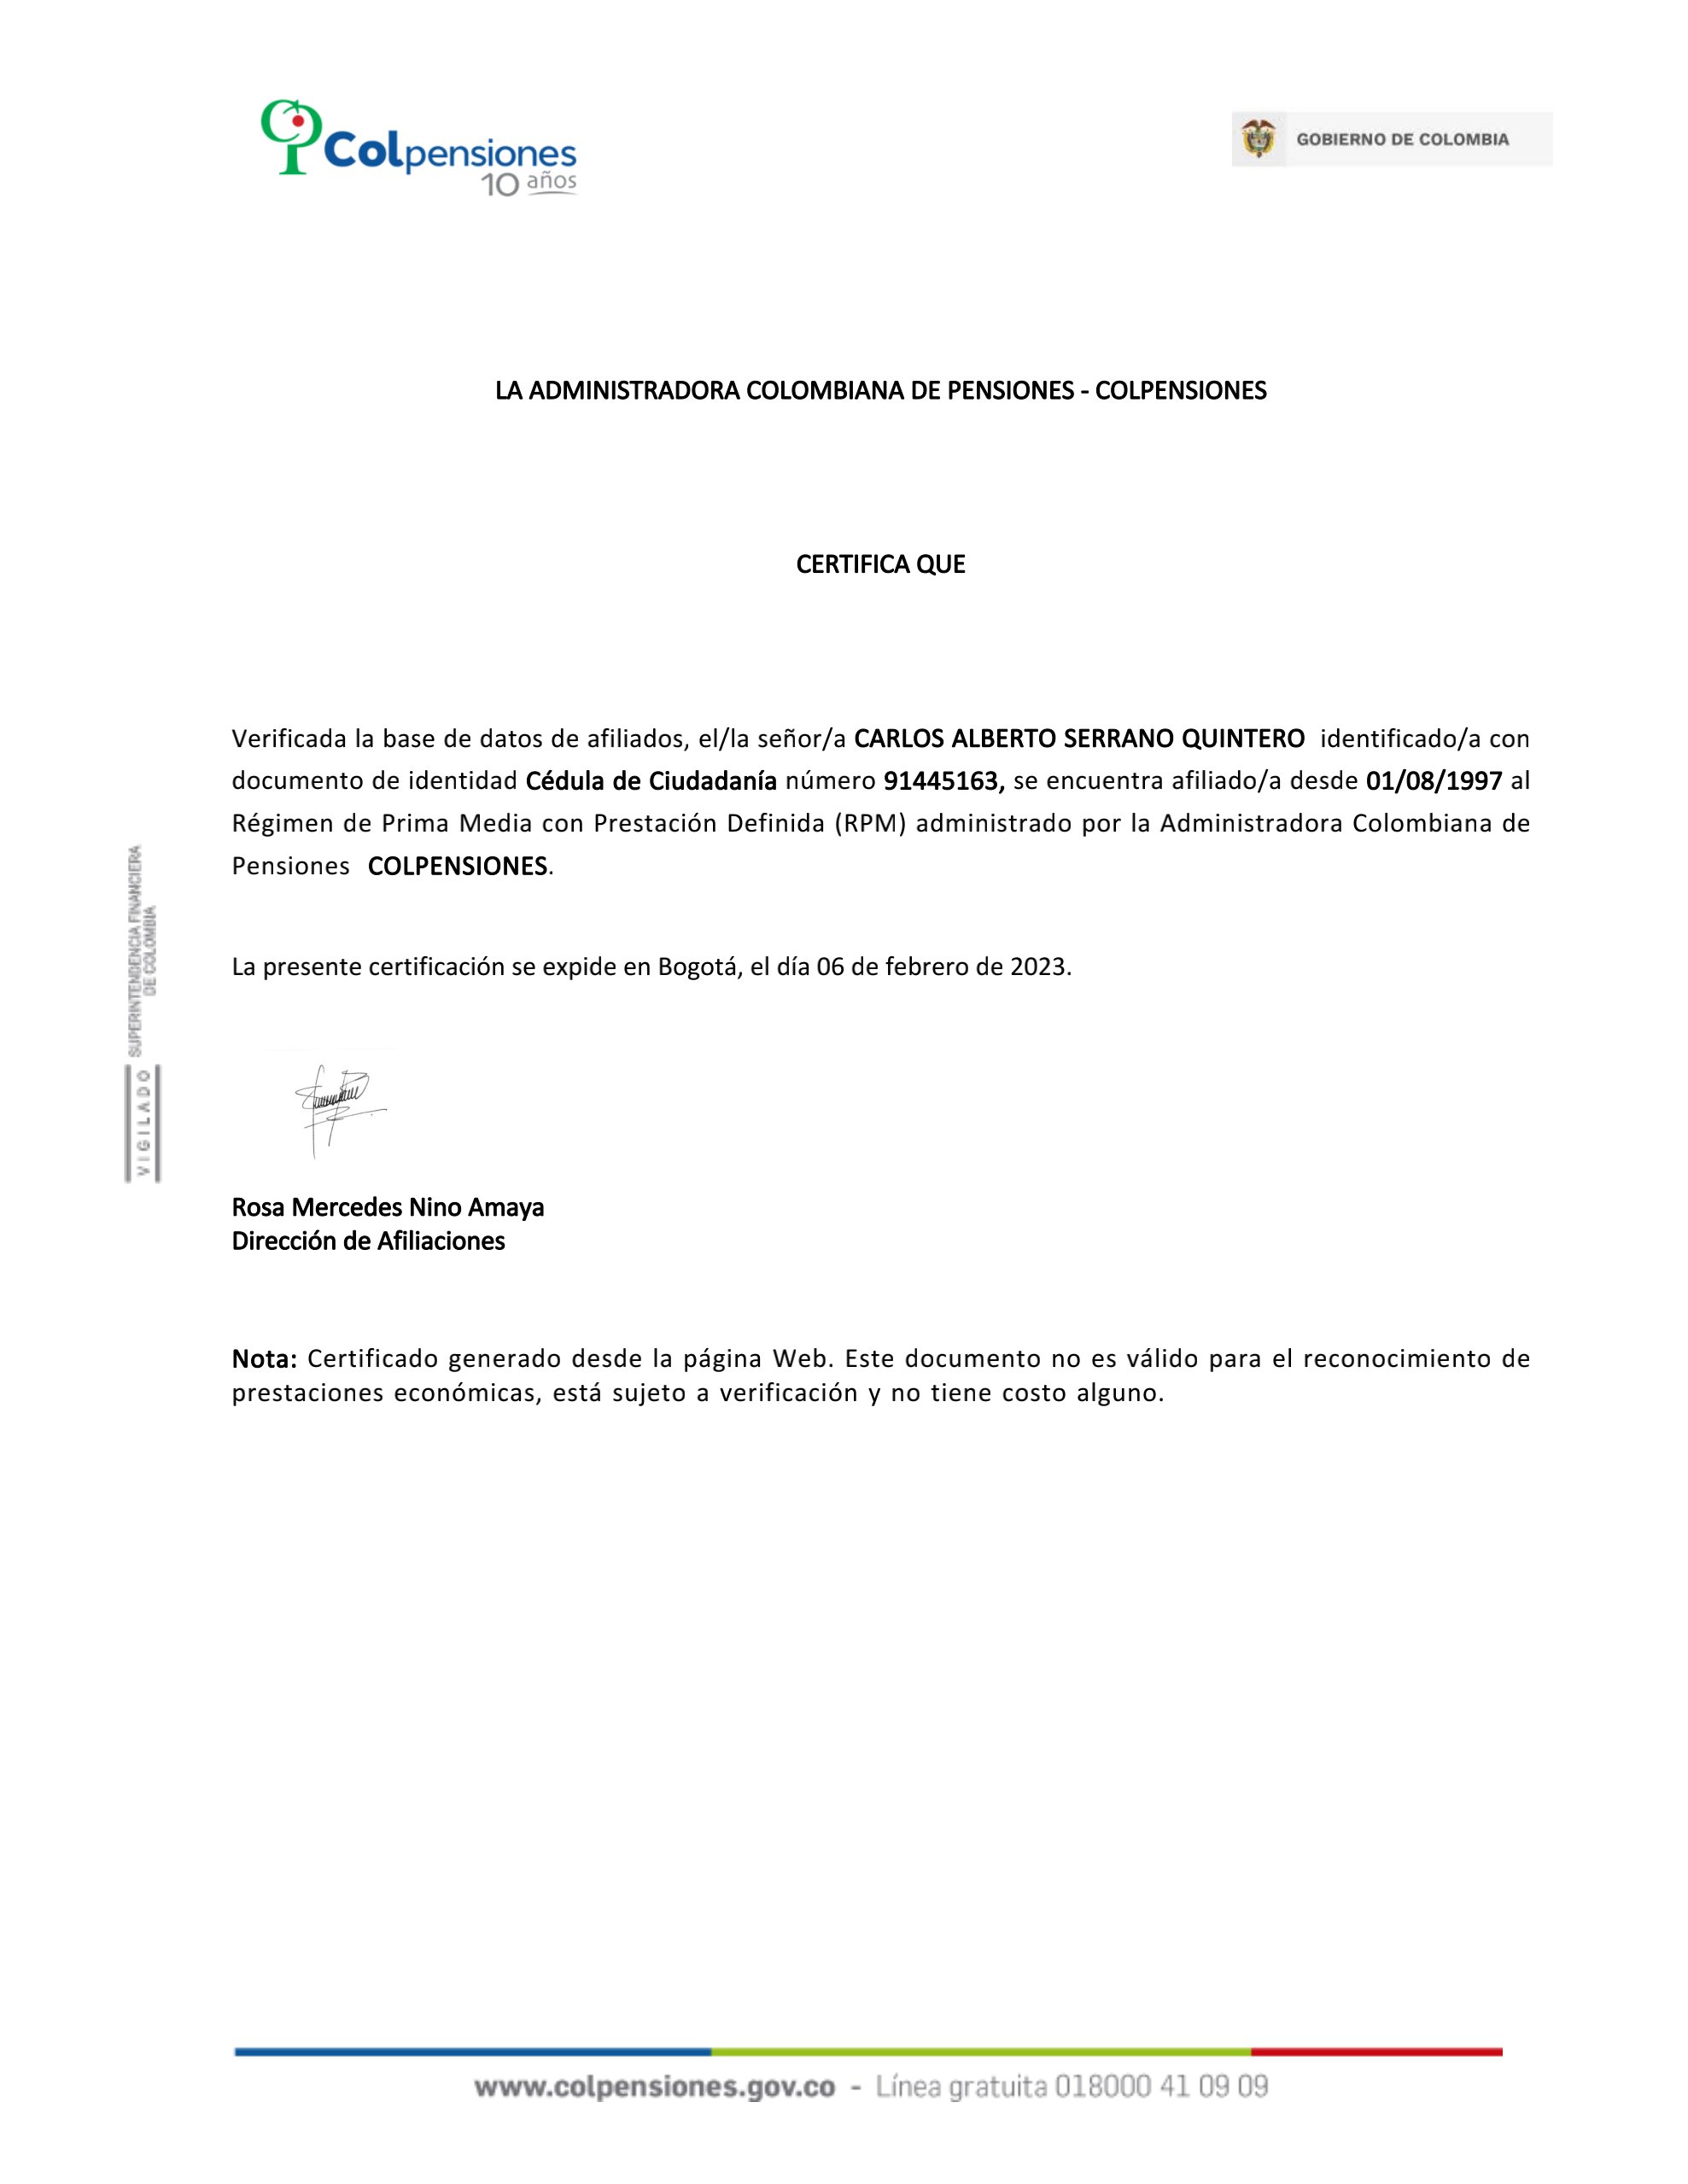 Colpensiones
10 años
GOBIERNO DE COLOMBIA
LA ADMINISTRADORA COLOMBIANA DE PENSIONES - COLPENSIONES
CERTIFICA QUE
Verificada la base de datos de afiliados, el/la señor/a CARLOS ALBERTO SERRANO QUINTERO identificado/a con
documento de identidad Cédula de Ciudadanía número 91445163, se encuentra afiliado/a desde 01/08/1997 al
Régimen de Prima Media con Prestación Definida (RPM) administrado por la Administradora Colombiana de
Pensiones COLPENSIONES.
La presente certificación se expide en Bogotá, el día 06 de febrero de 2023.
VIGILADO SUPERINTENDENCIA FINANCIERA
DE COLOMBIA
Rosa Mercedes Nino Amaya
Dirección de Afiliaciones
Nota: Certificado generado desde la página Web. Este documento no es válido para el reconocimiento de
prestaciones económicas, está sujeto a verificación y no tiene costo alguno.
www.colpensiones.gov.co - Línea gratuita 018000 41 09 09